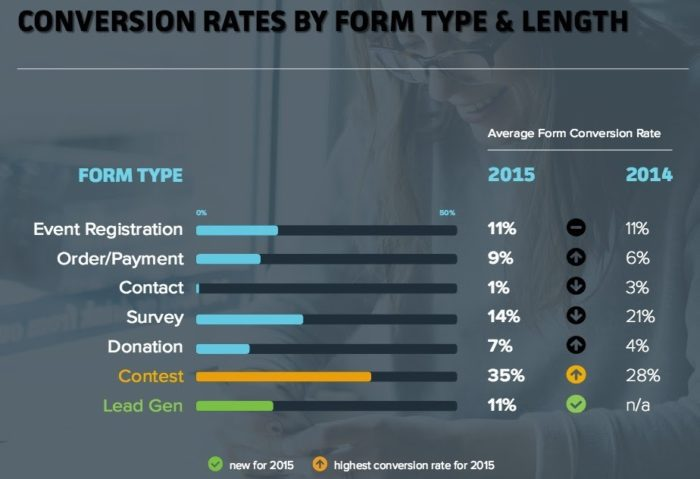 CONVERSION RATES BY FORM TYPE & LENGTH
Average Form Conversion Rate
FORM TYPE 2015 2014
0% 50%
Event Registration 11% 11%
Order/Payment 9% 6%
Contact 1% 3%
Survey 14% 21%
Donation 7% 4%
Contest 35% 28%
Lead Gen 11% n/a
new for 2015 highest conversion rate for 2015